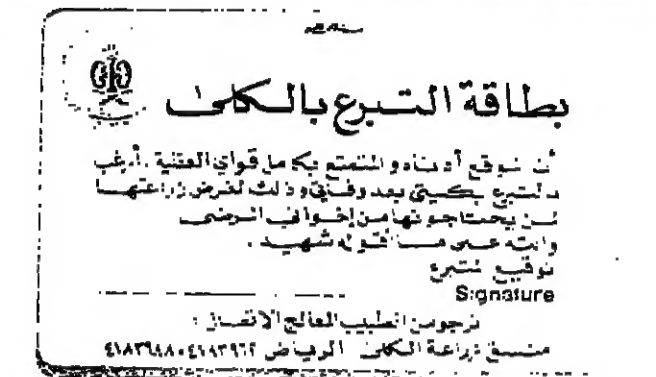 بطاقة التبرع بالكلى
أنا الموقع أدناه والمتمتع بكامل قواي العقلية، أرغب
بالتبرع بكليتي بعد وفاتي وذلك لغرض زراعتها
لمن يحتاجونها من إخواني المرضى
والله على ما أقوله شهيد.
توقيع المتبرع
Signature
نرجو من الطبيب المعالج الاتصال:
منسق زراعة الكلى الرياض